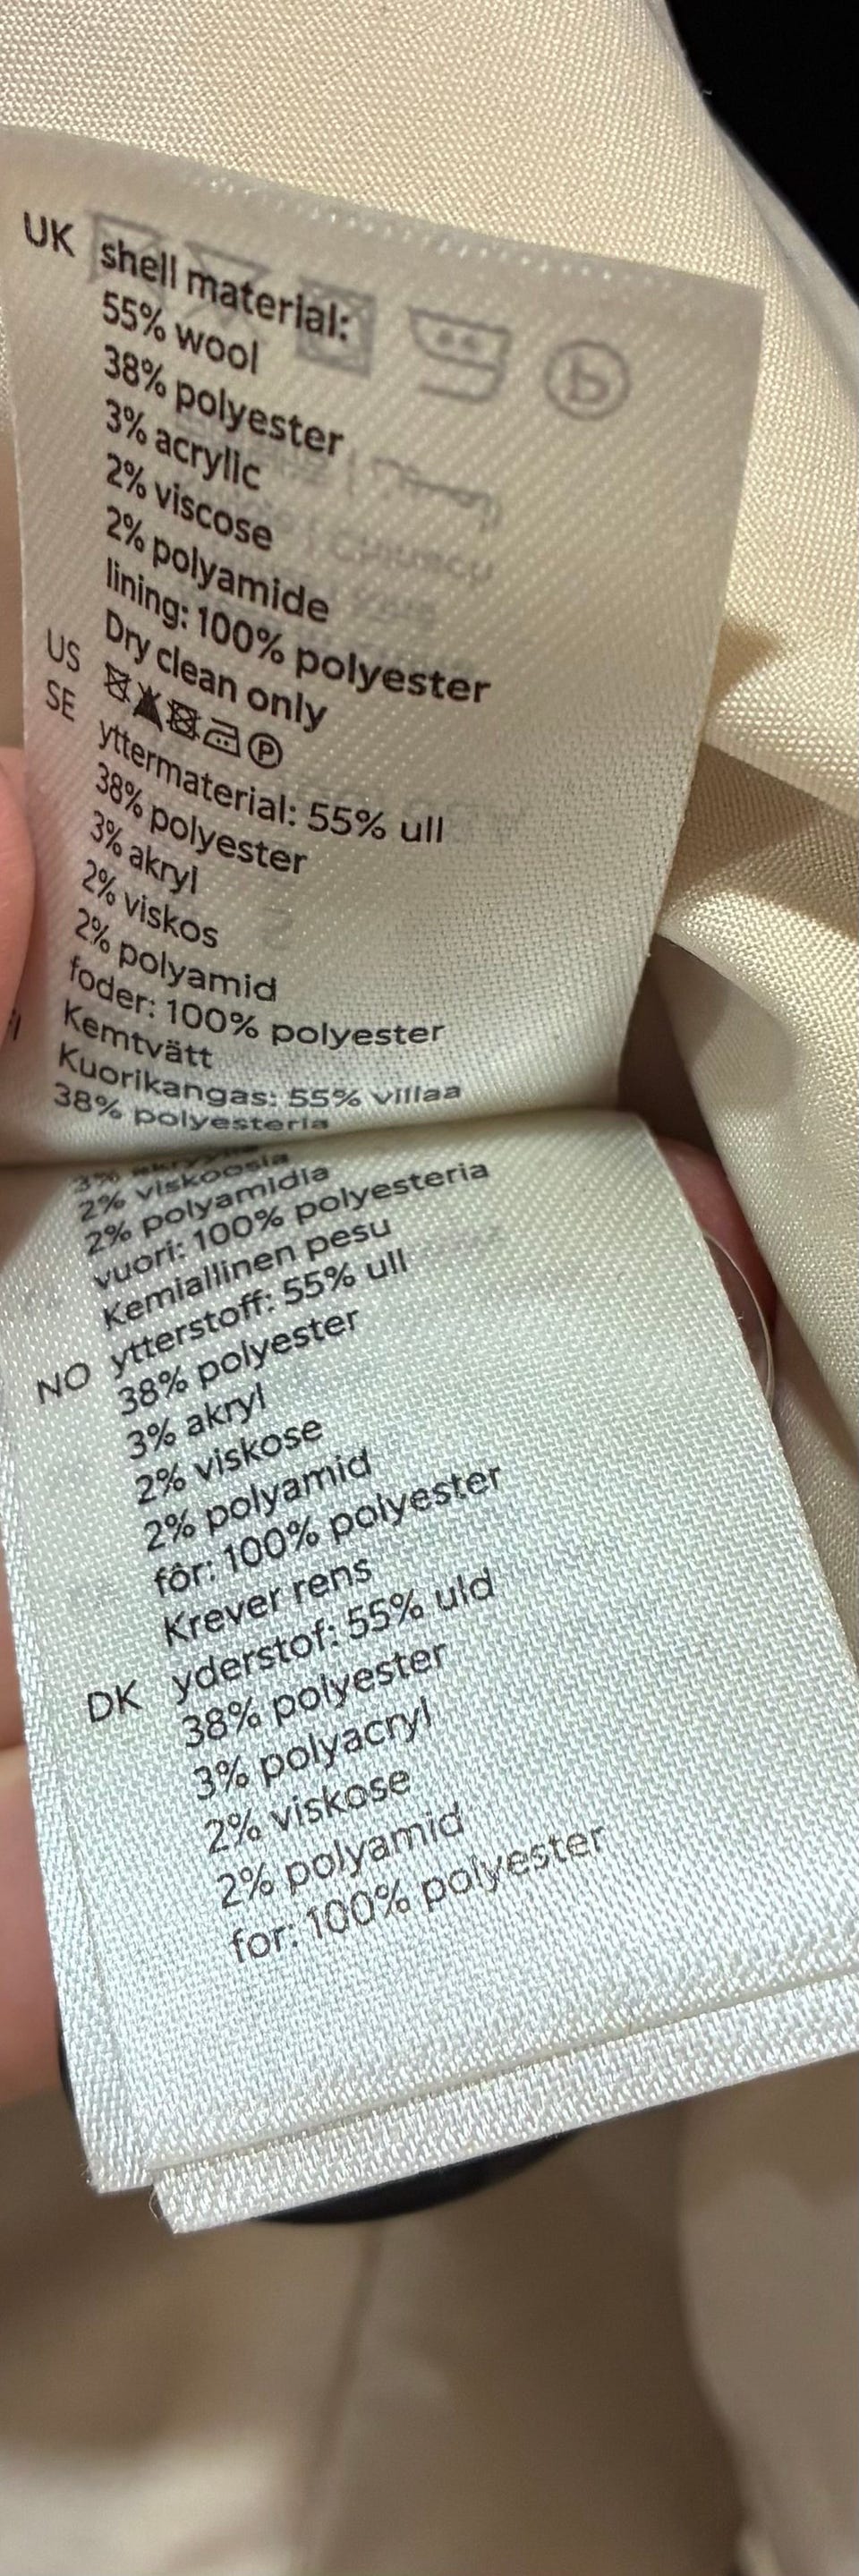 UK shell material:
55% wool
38% polyester
3% acrylic
2% viscose
2% polyamide
lining: 100% polyester
Dry clean only
US
P
SE yttermaterial: 55% ull
38% polyester
3% akryl
2% viskos
2% polyamid
foder: 100% polyester
Kemtvätt
Kuorikangas: 55% villaa
38% polyesteria
3%
2% viskoosia
2% polyamidia
vuori: 100% polyesteria
Kemiallinen pesu
NO ytterstoff: 55% ull
38% polyester
3% akryl
2% viskose
2% polyamid
fôr: 100% polyester
Krever rens
DK yderstof: 55% uld
38% polyester
3% polyacryl
2% viskose
2% polyamid
for: 100% polyester